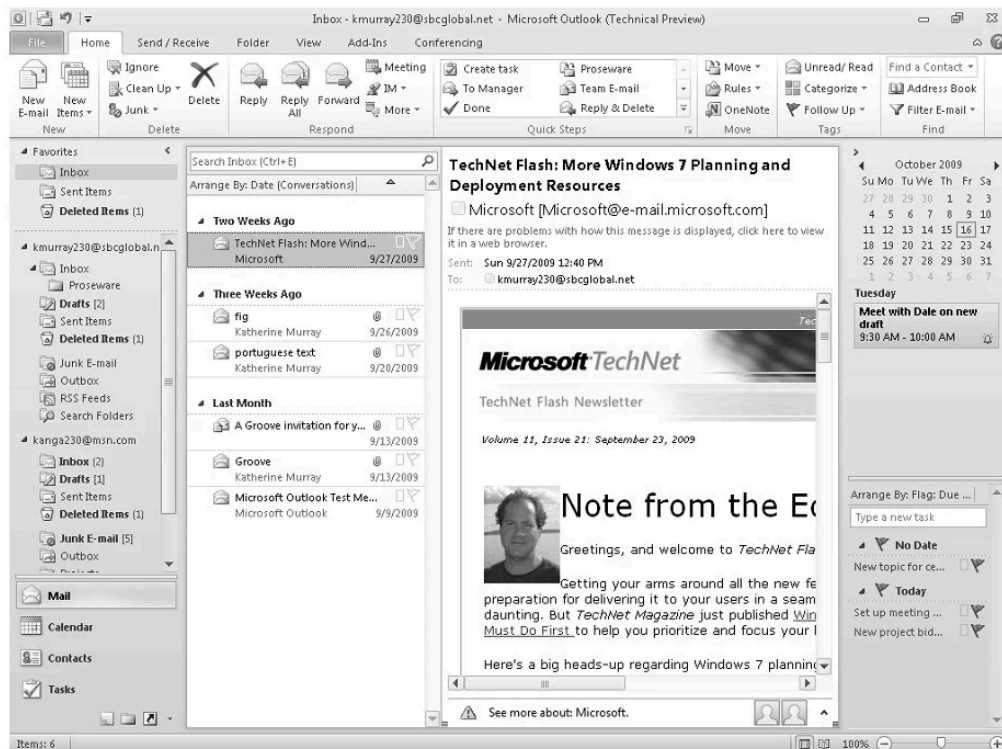 Inbox - kmurray230@sbcglobal.net - Microsoft Outlook (Technical Preview)
File Home Send / Receive Folder View Add-Ins Conferencing
New E-mail
New Items
New
Ignore
Clean Up
Junk
Delete
Delete
Reply
Reply All
Forward
Meeting
IM
More
Respond
Create task
To Manager
Done
Proseware
Team E-mail
Reply & Delete
Quick Steps
Move
Rules
OneNote
Move
Unread/ Read
Categorize
Follow Up
Tags
Find a Contact
Address Book
Filter E-mail
Find
Favorites
Inbox
Sent Items
Deleted Items (1)
kmurray230@sbcglobal.n
Inbox
Proseware
Drafts [2]
Sent Items
Deleted Items (1)
Junk E-mail
Outbox
RSS Feeds
Search Folders
kanga230@msn.com
Inbox (2)
Drafts [1]
Sent Items
Deleted Items (1)
Junk E-mail [5]
Outbox
Mail
Calendar
Contacts
Tasks
Search Inbox (Ctrl+E)
Arrange By: Date (Conversations)
Two Weeks Ago
TechNet Flash: More Wind...
Microsoft 9/27/2009
Three Weeks Ago
fig
Katherine Murray 9/26/2009
portuguese text
Katherine Murray 9/20/2009
Last Month
A Groove invitation for y...
9/13/2009
Groove
Katherine Murray 9/13/2009
Microsoft Outlook Test Me...
Microsoft Outlook 9/9/2009
TechNet Flash: More Windows 7 Planning and
Deployment Resources
Microsoft [Microsoft@e-mail.microsoft.com]
If there are problems with how this message is displayed, click here to view
it in a web browser.
Sent: Sun 9/27/2009 12:40 PM
To: kmurray230@sbcglobal.net
Tec
Microsoft TechNet
TechNet Flash Newsletter
Volume 11, Issue 21: September 23, 2009
Note from the Ec
Greetings, and welcome to TechNet Fla
Getting your arms around all the new fe
preparation for delivering it to your users in a seam
daunting. But TechNet Magazine just published Win
Must Do First to help you prioritize and focus your l
Here's a big heads-up regarding Windows 7 planning
See more about: Microsoft.
October 2009
Su Mo Tu We Th Fr Sa
27 28 29 30 1 2 3
4 5 6 7 8 9 10
11 12 13 14 15 16 17
18 19 20 21 22 23 24
25 26 27 28 29 30 31
1 2 3 4 5 6 7
Tuesday
Meet with Dale on new
draft
9:30 AM - 10:00 AM
Arrange By: Flag: Due ...
Type a new task
No Date
New topic for ce...
Today
Set up meeting ...
New project bid...
Items: 6
100%